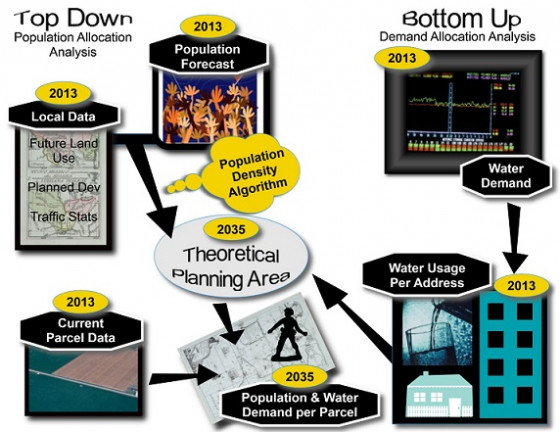 Top Down
Population Allocation
Analysis
Bottom Up
Demand Allocation Analysis
2013
Population
Forecast
2013
2013
Local Data
Future Land
Use
Planned Dev
Traffic Stats
Population
Density
Algorithm
Water
Demand
2035
Theoretical
Planning Area
Water Usage
Per Address
2013
2013
Current
Parcel Data
2035
Population & Water
Demand per Parcel